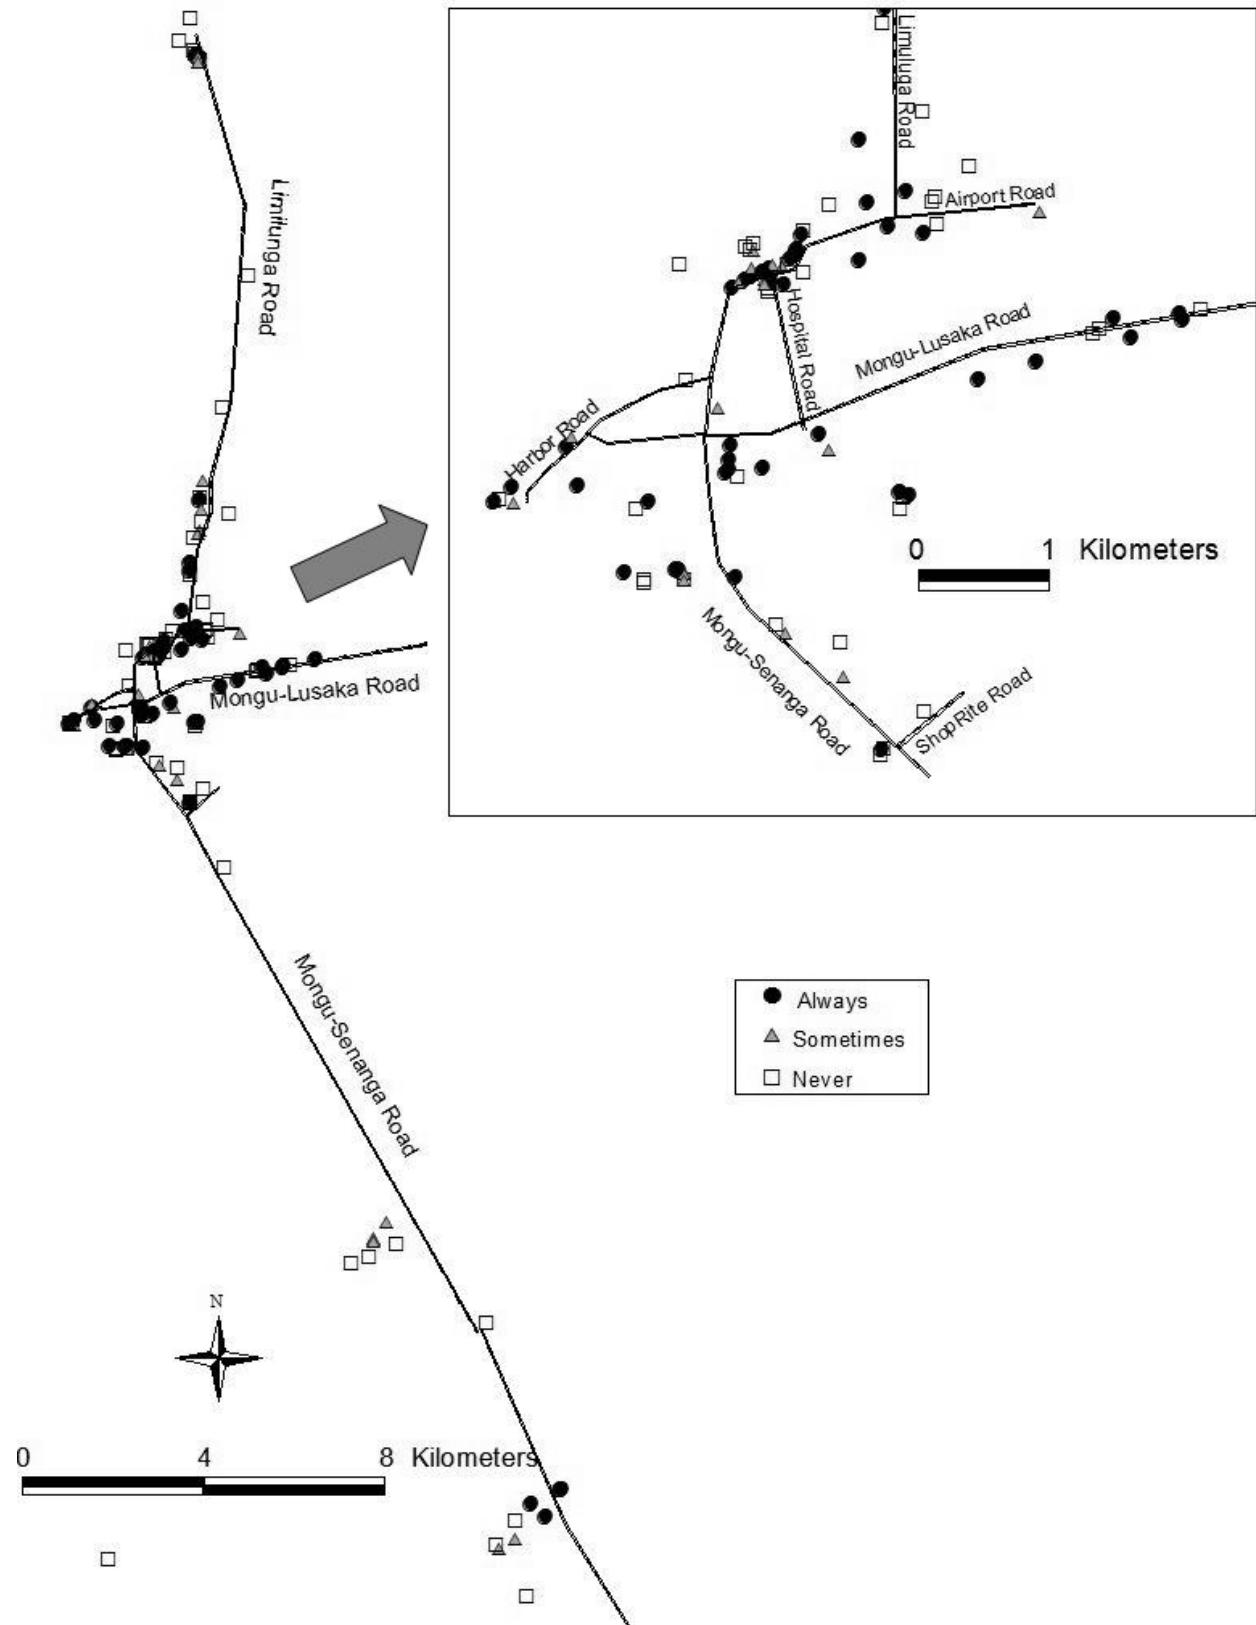 Limulunga Road
Mongu-Lusaka Road
Mongu-Senanga Road
N
0 4 8 Kilometers
Limuluga Road
Airport Road
Hospital Road
Mongu-Lusaka Road
Harbor Road
0 1 Kilometers
Mongu-Senanga Road
ShopRite Road
Always
Sometimes
Never